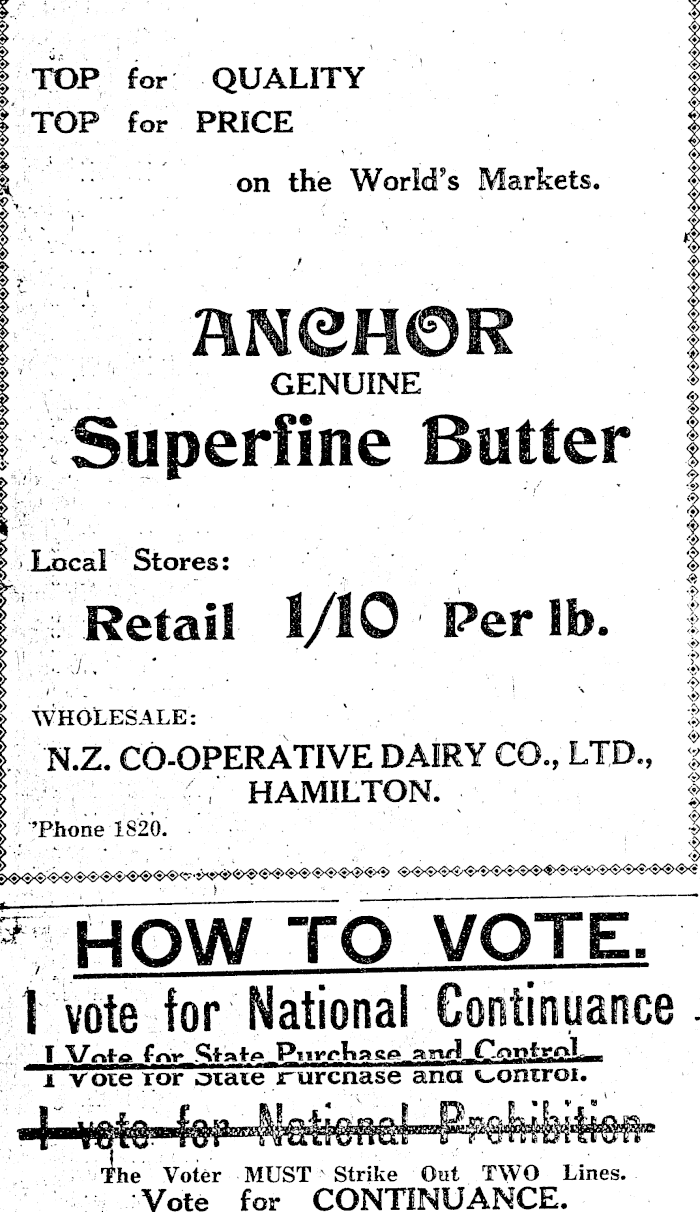 TOP for QUALITY
TOP for PRICE
on the World's Markets.
ANCHOR
GENUINE
Superfine Butter
Local Stores:
Retail 1/10 Per lb.
WHOLESALE:
N.Z. CO-OPERATIVE DAIRY CO., LTD.,
HAMILTON.
'Phone 1820.
HOW TO VOTE.
I vote for National Continuance
I Vote for State Purchase and Control.
I Vote for State Purchase and Control.
I vote for National Prohibition
The Voter MUST Strike Out TWO Lines.
Vote for CONTINUANCE.